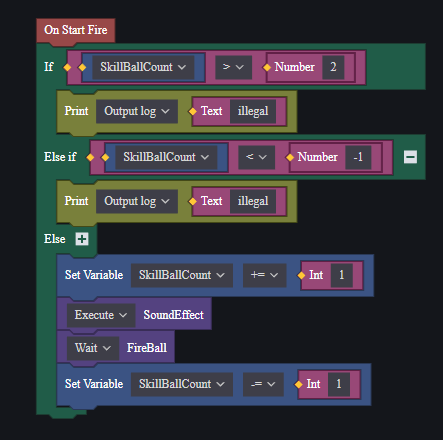 On Start Fire
If SkillBallCount > Number 2
Print Output log Text illegal
Else if SkillBallCount < Number -1
Print Output log Text illegal
Else
Set Variable SkillBallCount += Int 1
Execute SoundEffect
Wait FireBall
Set Variable SkillBallCount -= Int 1